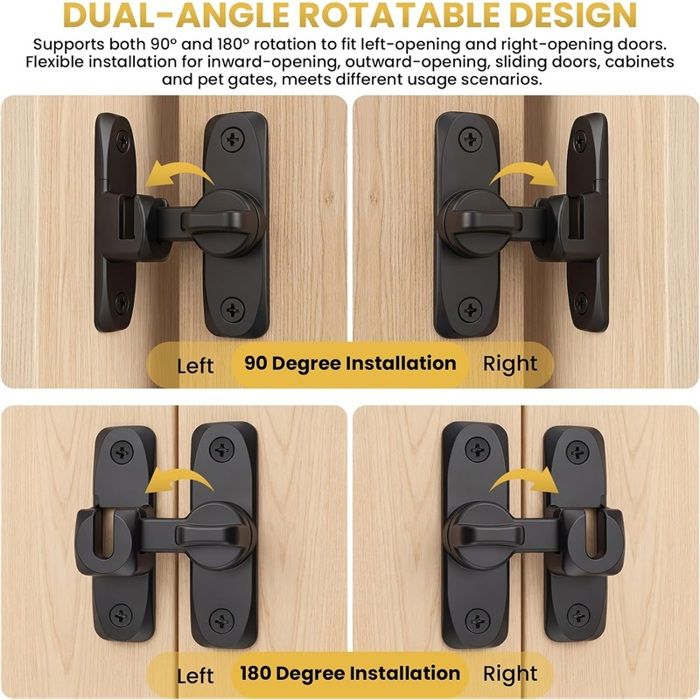 DUAL-ANGLE ROTATABLE DESIGN
Supports both 90° and 180° rotation to fit left-opening and right-opening doors.
Flexible installation for inward-opening, outward-opening, sliding doors, cabinets
and pet gates, meets different usage scenarios.
Left 90 Degree Installation Right
Left 180 Degree Installation Right